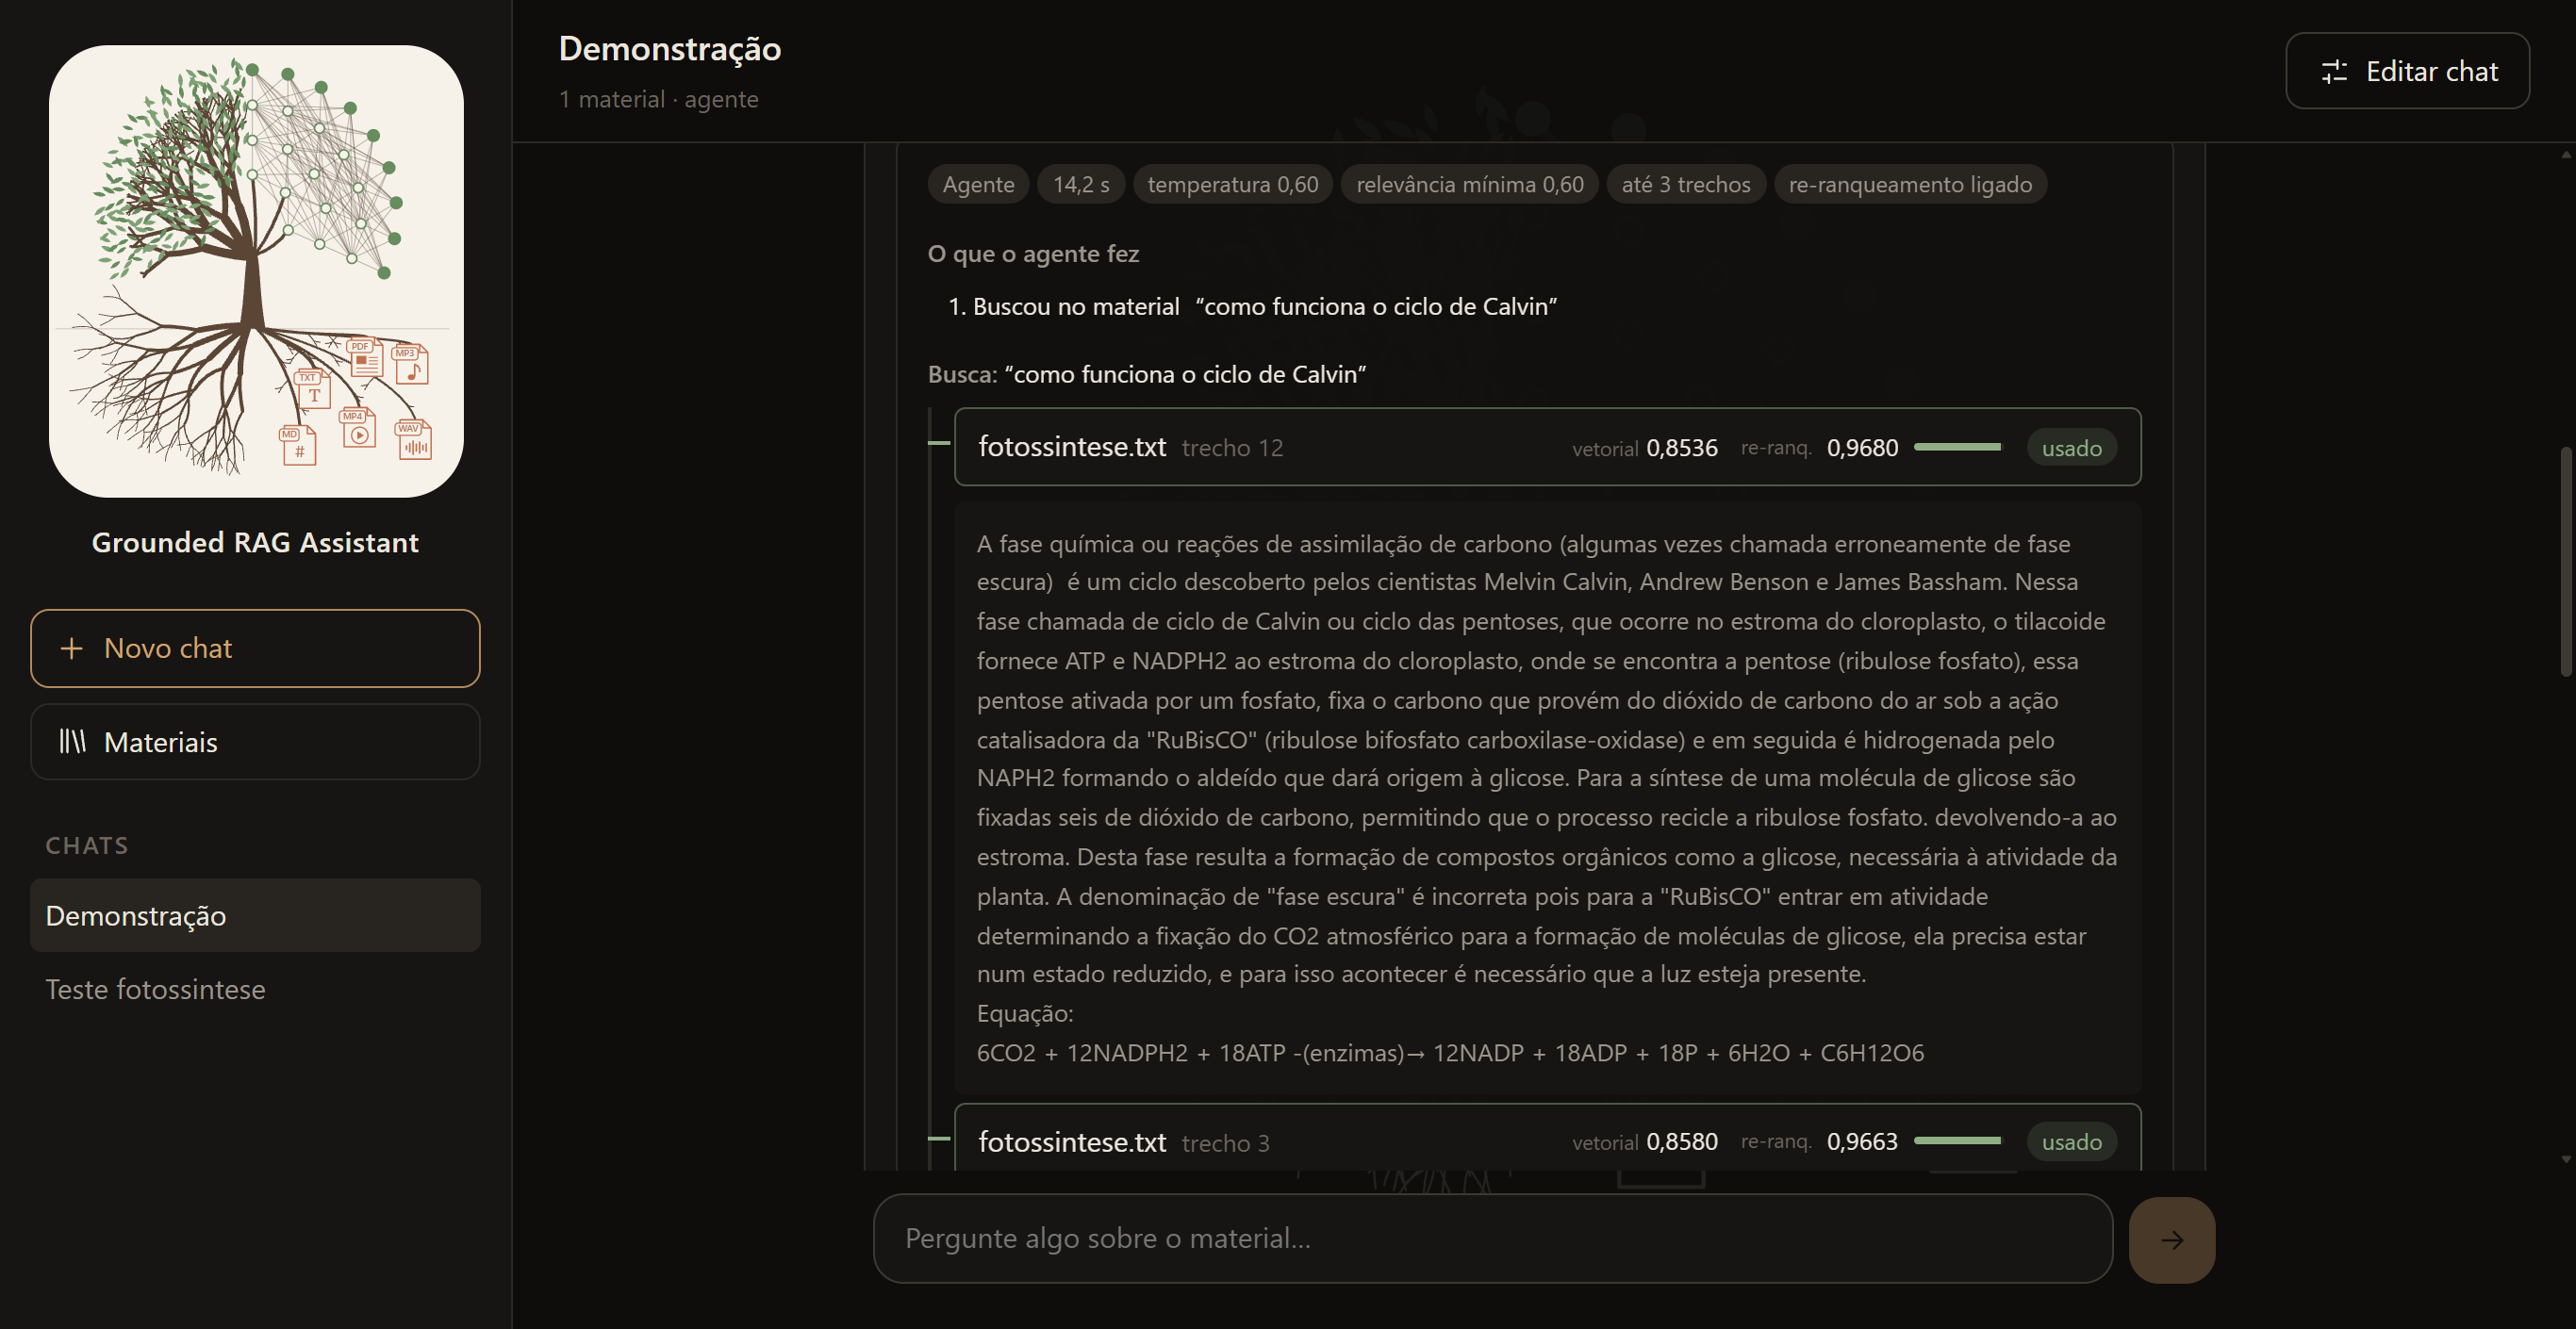 PDF
MP3
TXT
T
MP4
MD
#
WAV
Grounded RAG Assistant
+ Novo chat
Materiais
CHATS
Demonstração
Teste fotossintese
Demonstração
1 material · agente
Editar chat
Agente
14,2 s
temperatura 0,60
relevância mínima 0,60
até 3 trechos
re-ranqueamento ligado
O que o agente fez
1. Buscou no material “como funciona o ciclo de Calvin”
Busca: “como funciona o ciclo de Calvin”
fotossintese.txt trecho 12 vetorial 0,8536 re-ranq. 0,9680 usado
A fase química ou reações de assimilação de carbono (algumas vezes chamada erroneamente de fase
escura)  é um ciclo descoberto pelos cientistas Melvin Calvin, Andrew Benson e James Bassham. Nessa
fase chamada de ciclo de Calvin ou ciclo das pentoses, que ocorre no estroma do cloroplasto, o tilacoide
fornece ATP e NADPH2 ao estroma do cloroplasto, onde se encontra a pentose (ribulose fosfato), essa
pentose ativada por um fosfato, fixa o carbono que provém do dióxido de carbono do ar sob a ação
catalisadora da "RuBisCO" (ribulose bifosfato carboxilase-oxidase) e em seguida é hidrogenada pelo
NAPH2 formando o aldeído que dará origem à glicose. Para a síntese de uma molécula de glicose são
fixadas seis de dióxido de carbono, permitindo que o processo recicle a ribulose fosfato. devolvendo-a ao
estroma. Desta fase resulta a formação de compostos orgânicos como a glicose, necessária à atividade da
planta. A denominação de "fase escura" é incorreta pois para a "RuBisCO" entrar em atividade
determinando a fixação do CO2 atmosférico para a formação de moléculas de glicose, ela precisa estar
num estado reduzido, e para isso acontecer é necessário que a luz esteja presente.
Equação:
6CO2 + 12NADPH2 + 18ATP -(enzimas)→ 12NADP + 18ADP + 18P + 6H2O + C6H12O6
fotossintese.txt trecho 3 vetorial 0,8580 re-ranq. 0,9663 usado
Pergunte algo sobre o material...